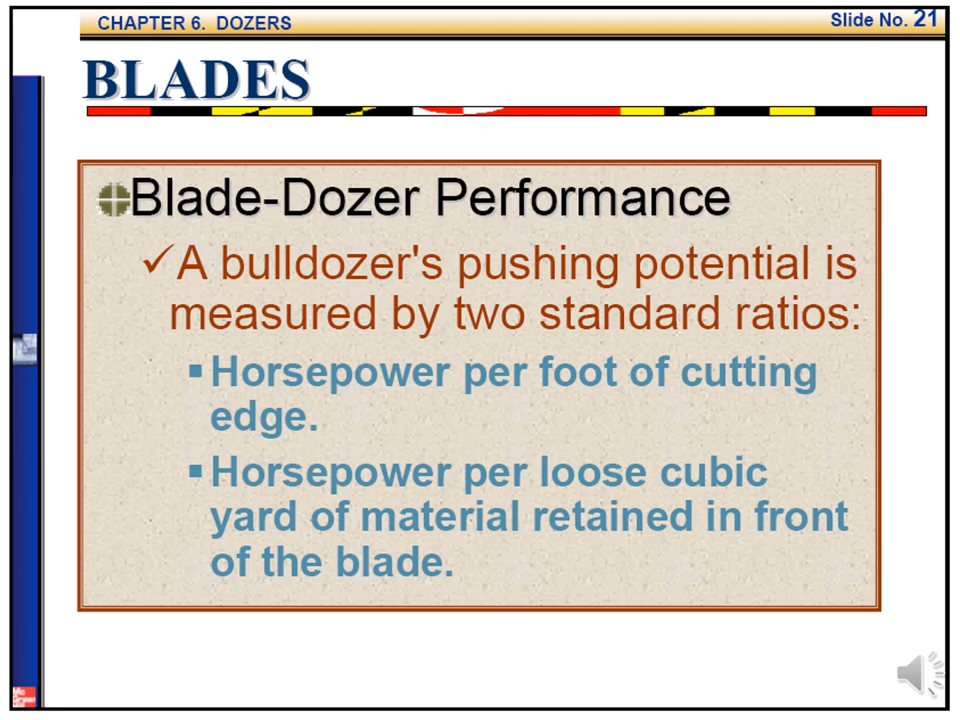 CHAPTER 6. DOZERS
Slide No. 21
BLADES
Blade-Dozer Performance
✓A bulldozer's pushing potential is
measured by two standard ratios:
▪Horsepower per foot of cutting
edge.
▪Horsepower per loose cubic
yard of material retained in front
of the blade.